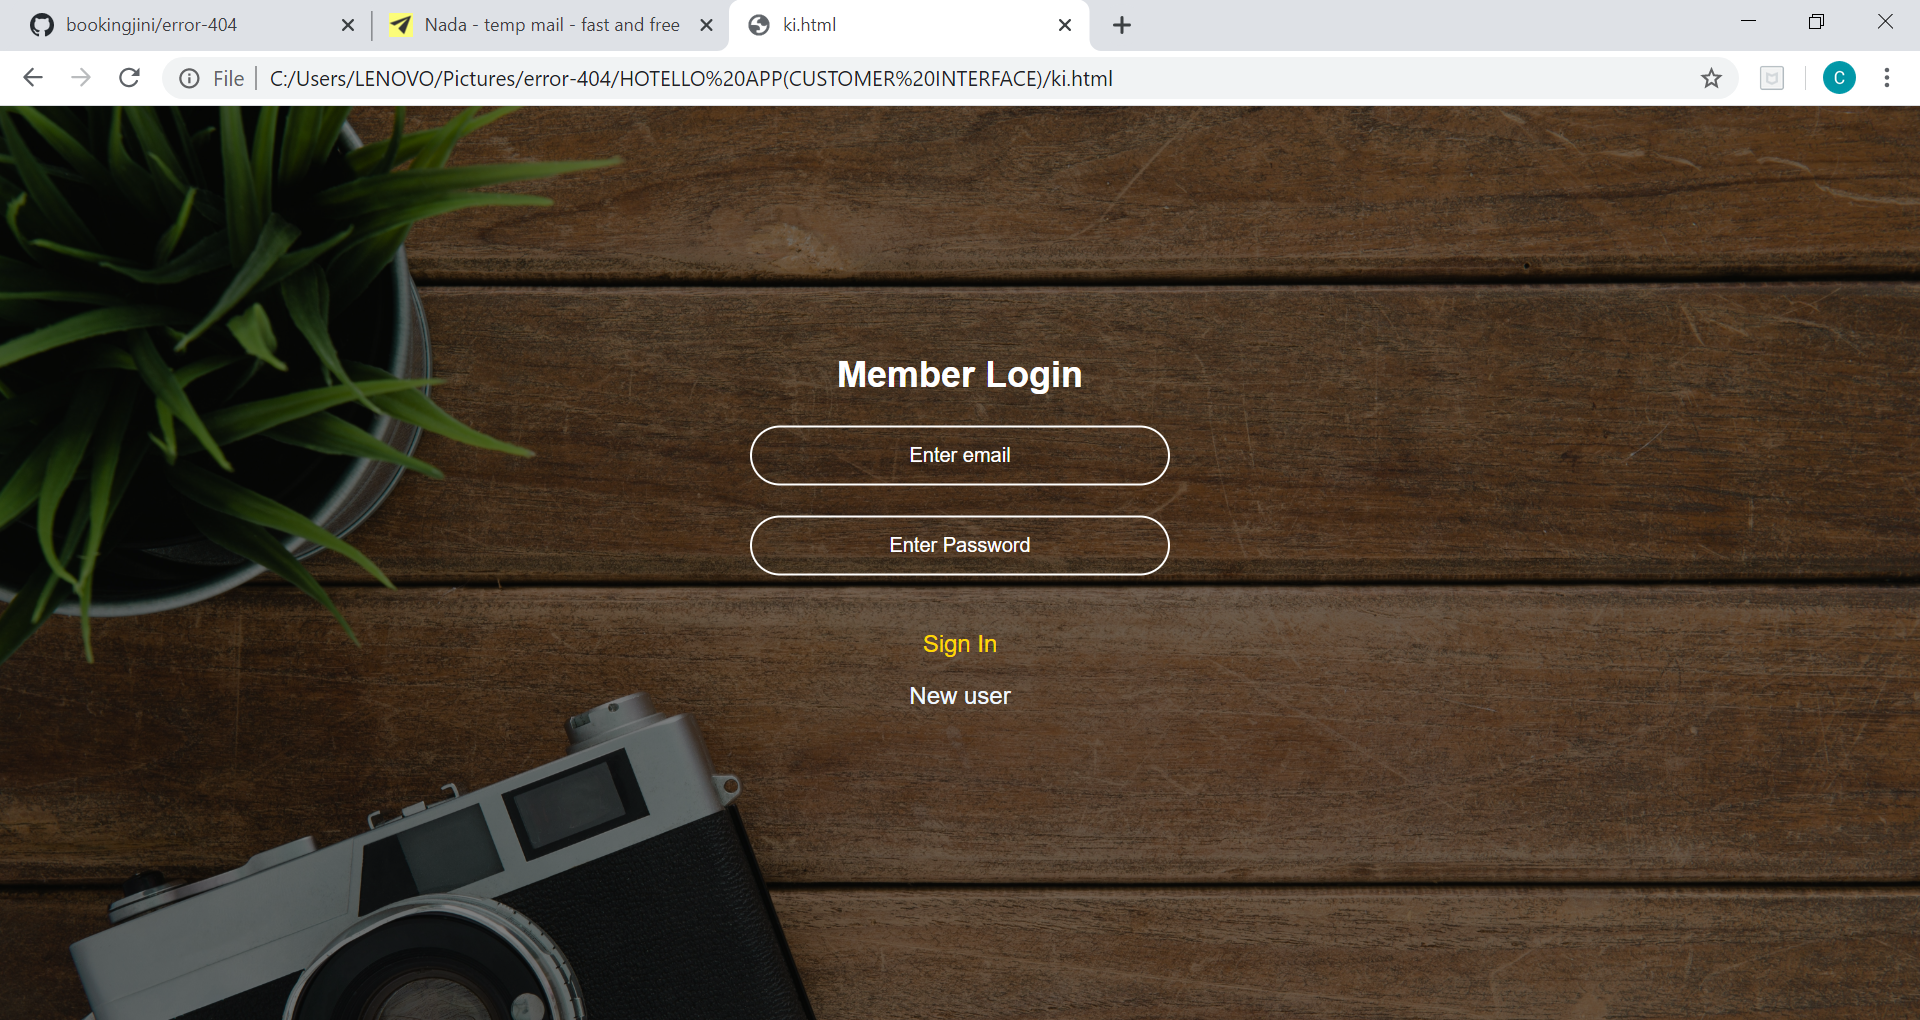 bookingjini/error-404
Nada - temp mail - fast and free
ki.html
File
C:/Users/LENOVO/Pictures/error-404/HOTELLO%20APP(CUSTOMER%20INTERFACE)/ki.html
C
Member Login
Enter email
Enter Password
Sign In
New user